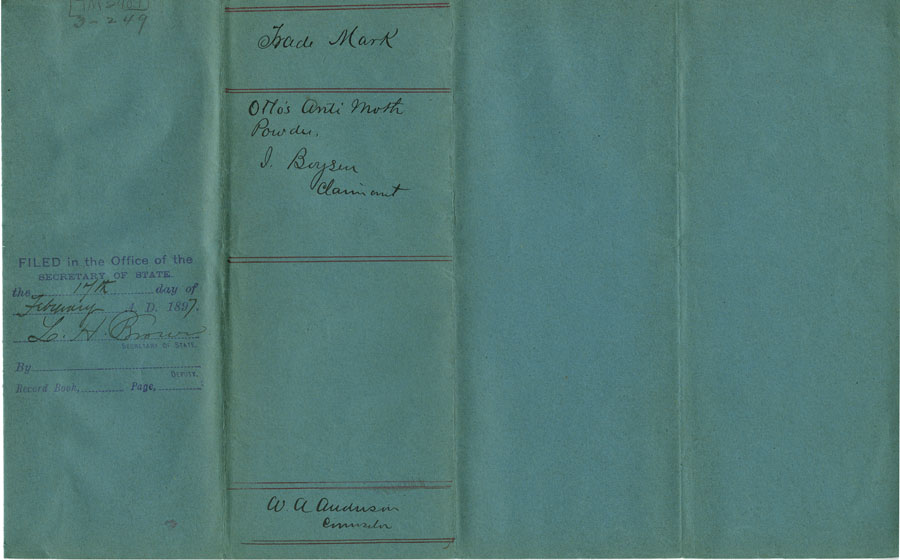 3-249
Trade Mark
Otto's Anti Moth
Powder.
I. Boysen
Claimant
FILED in the Office of the
SECRETARY OF STATE
the 17th day of
February A. D. 1897.
L. H. Brown
SECRETARY OF STATE.
By
DEPUTY.
Record Book, Page,
W. A Anderson
Counselor